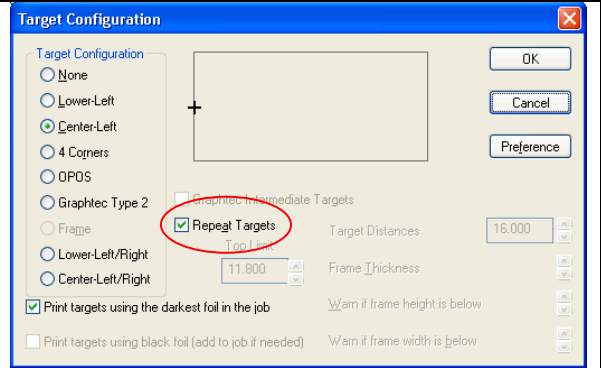 Target Configuration
Target Configuration
None
Lower-Left
Center-Left
4 Corners
OPOS
Graphtec Type 2
Frame
Lower-Left/Right
Center-Left/Right
OK
Cancel
Preference
Graphtec Intermediate Targets
Repeat Targets
Top Limit
11.800
Target Distances
16.000
Frame Thickness
Warn if frame height is below
Warn if frame width is below
Print targets using the darkest foil in the job
Print targets using black foil (add to job if needed)